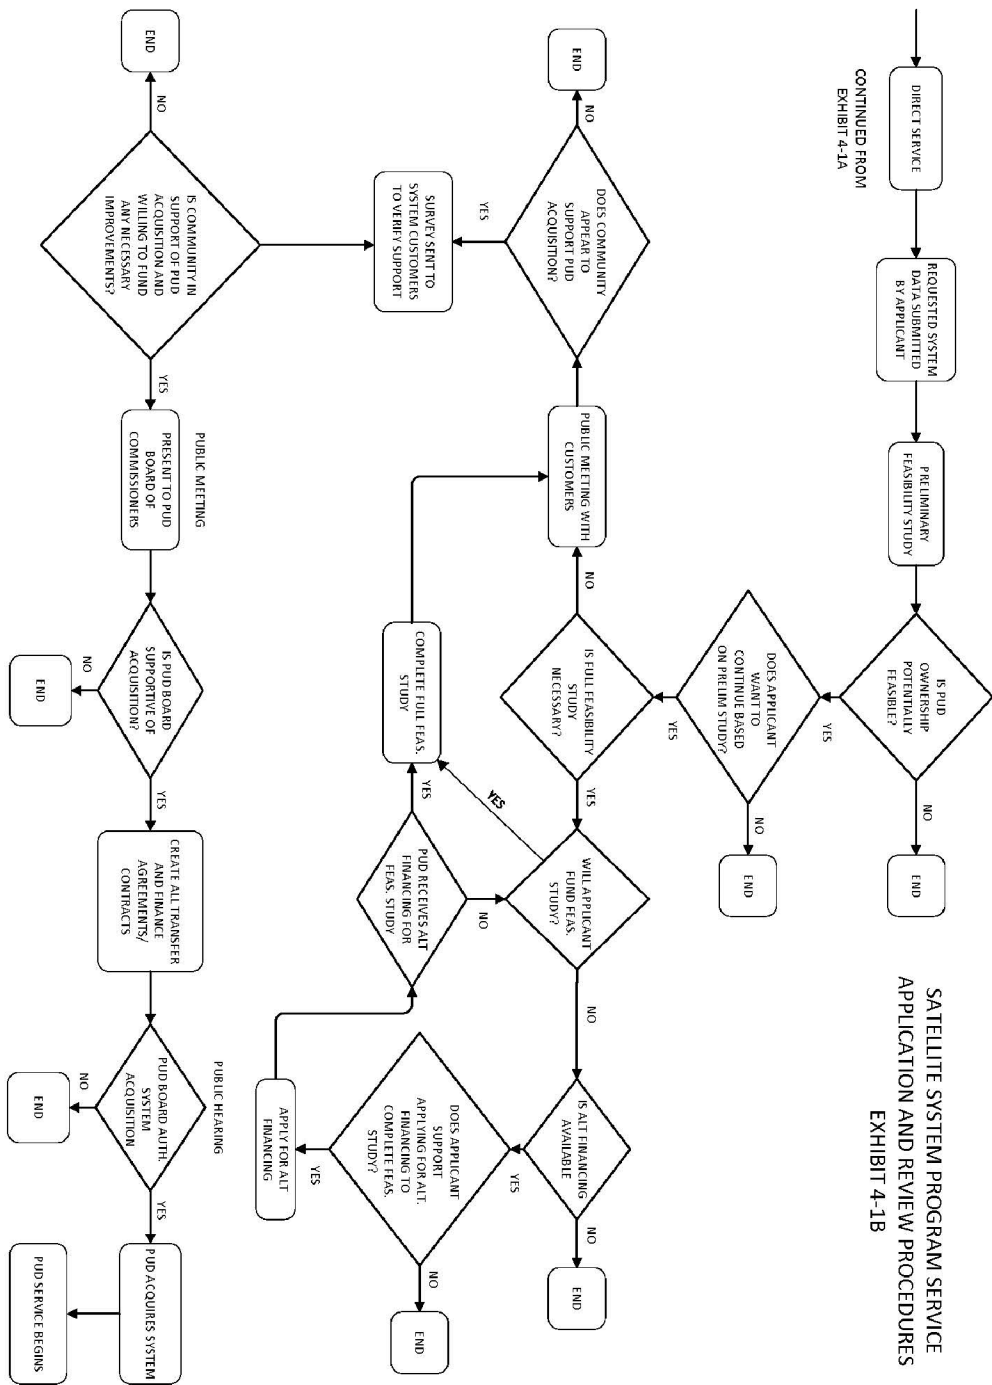 SATELLITE SYSTEM PROGRAM SERVICE
APPLICATION AND REVIEW PROCEDURES
EXHIBIT 4-1B
CONTINUED FROM
EXHIBIT 4-1A
DIRECT SERVICE
REQUESTED SYSTEM
DATA SUBMITTED
BY APPLICANT
PRELIMINARY
FEASIBILITY STUDY
IS PUD
OWNERSHIP
POTENTIALLY
FEASIBLE?
NO
END
YES
DOES APPLICANT
WANT TO
CONTINUE BASED
ON PRELIM STUDY?
NO
END
YES
IS FULL FEASIBILITY
STUDY
NECESSARY?
NO
YES
PUBLIC MEETING WITH
CUSTOMERS
DOES COMMUNITY
APPEAR TO
SUPPORT PUD
ACQUISITION?
NO
END
YES
WILL APPLICANT
FUND FEAS.
STUDY?
YES
NO
IS ALT FINANCING
AVAILABLE
NO
END
YES
DOES APPLICANT
SUPPORT
APPLYING FOR ALT.
FINANCING TO
COMPLETE FEAS.
STUDY?
NO
END
YES
APPLY FOR ALT
FINANCING
PUD RECEIVES ALT
FINANCING FOR
FEAS. STUDY
NO
YES
COMPLETE FULL FEAS.
STUDY
SURVEY SENT TO
SYSTEM CUSTOMERS
TO VERIFY SUPPORT
IS COMMUNITY IN
SUPPORT OF PUD
ACQUISITION AND
WILLING TO FUND
ANY NECESSARY
IMPROVEMENTS?
NO
END
YES
PUBLIC MEETING
PRESENT TO PUD
BOARD OF
COMMISSIONERS
IS PUD BOARD
SUPPORTIVE OF
ACQUISITION?
NO
END
YES
CREATE ALL TRANSFER
AND FINANCE
AGREEMENTS/
CONTRACTS
PUBLIC HEARING
PUD BOARD AUTH.
SYSTEM
ACQUISITION
NO
END
YES
PUD ACQUIRES SYSTEM
PUD SERVICE BEGINS